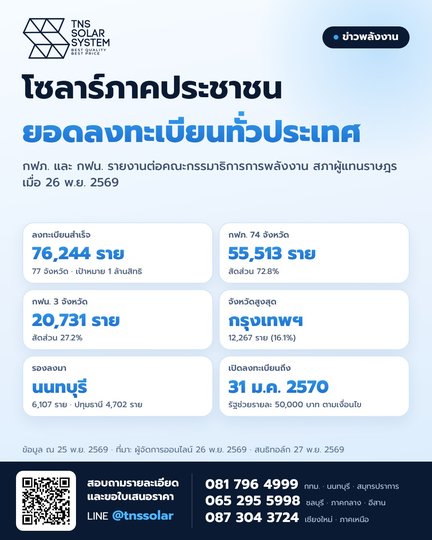 TNS
SOLAR
SYSTEM
BEST QUALITY
BEST PRICE
ข่าวพลังงาน
โซลาร์ภาคประชาชน
ยอดลงทะเบียนทั่วประเทศ
กฟภ. และ กฟน. รายงานต่อคณะกรรมาธิการการพลังงาน สภาผู้แทนราษฎร
เมื่อ 26 พ.ย. 2569
ลงทะเบียนสำเร็จ
76,244 ราย
77 จังหวัด · เป้าหมาย 1 ล้านสิทธิ
กฟภ. 74 จังหวัด
55,513 ราย
สัดส่วน 72.8%
กฟน. 3 จังหวัด
20,731 ราย
สัดส่วน 27.2%
จังหวัดสูงสุด
กรุงเทพฯ
12,267 ราย (16.1%)
รองลงมา
นนทบุรี
6,107 ราย · ปทุมธานี 4,702 ราย
เปิดลงทะเบียนถึง
31 ม.ค. 2570
รัฐช่วยรายละ 50,000 บาท ตามเงื่อนไข
ข้อมูล ณ 25 พ.ย. 2569 · ที่มา: ผู้จัดการออนไลน์ 26 พ.ย. 2569 · สนธิทอล์ก 27 พ.ย. 2569
สอบถามรายละเอียด
และขอใบเสนอราคา
LINE @tnssolar
081 796 4999 กทม. · นนทบุรี · สมุทรปราการ
065 295 5998 ชลบุรี · ภาคกลาง · อีสาน
087 304 3724 เชียงใหม่ · ภาคเหนือ